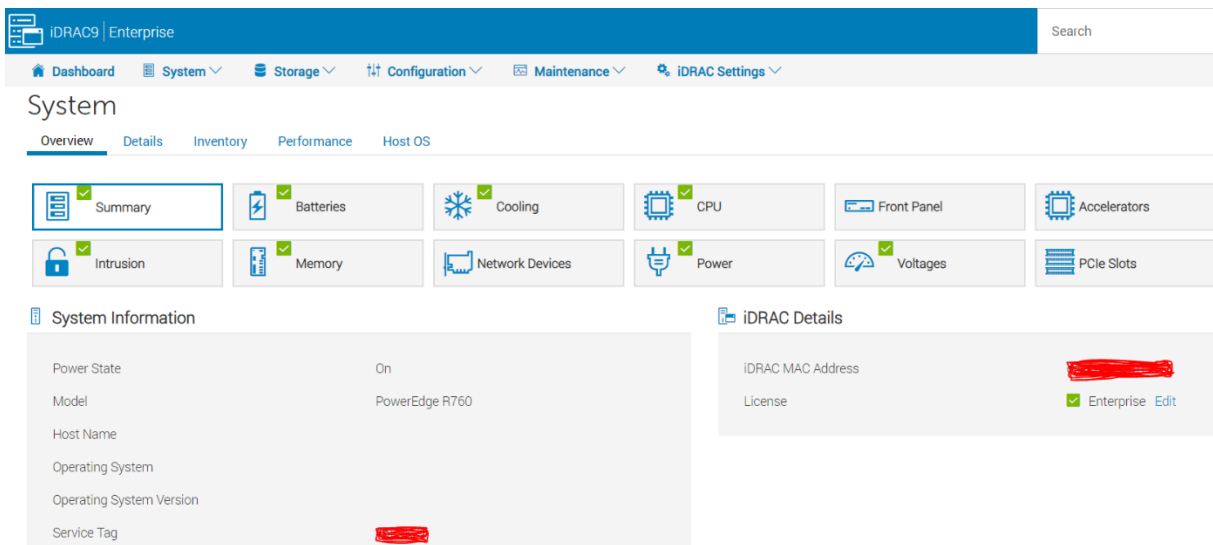 iDRAC9 | Enterprise Search
Dashboard System Storage Configuration Maintenance iDRAC Settings
System
Overview Details Inventory Performance Host OS
Summary Batteries Cooling CPU Front Panel Accelerators
Intrusion Memory Network Devices Power Voltages PCIe Slots
System Information
Power State On
Model PowerEdge R760
Host Name
Operating System
Operating System Version
Service Tag
iDRAC Details
iDRAC MAC Address
License Enterprise Edit